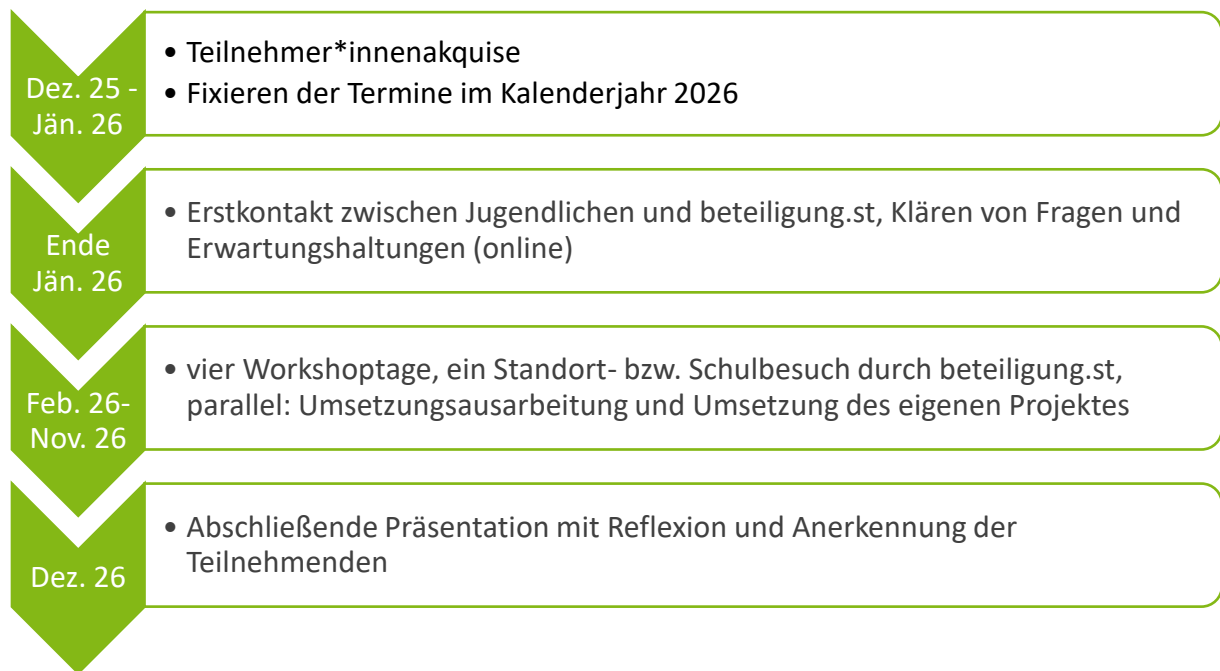 Dez. 25 -
Jän. 26
• Teilnehmer*innenakquise
• Fixieren der Termine im Kalenderjahr 2026
Ende
Jän. 26
• Erstkontakt zwischen Jugendlichen und beteiligung.st, Klären von Fragen und
Erwartungshaltungen (online)
Feb. 26-
Nov. 26
• vier Workshoptage, ein Standort- bzw. Schulbesuch durch beteiligung.st,
parallel: Umsetzungsausarbeitung und Umsetzung des eigenen Projektes
Dez. 26
• Abschließende Präsentation mit Reflexion und Anerkennung der
Teilnehmenden